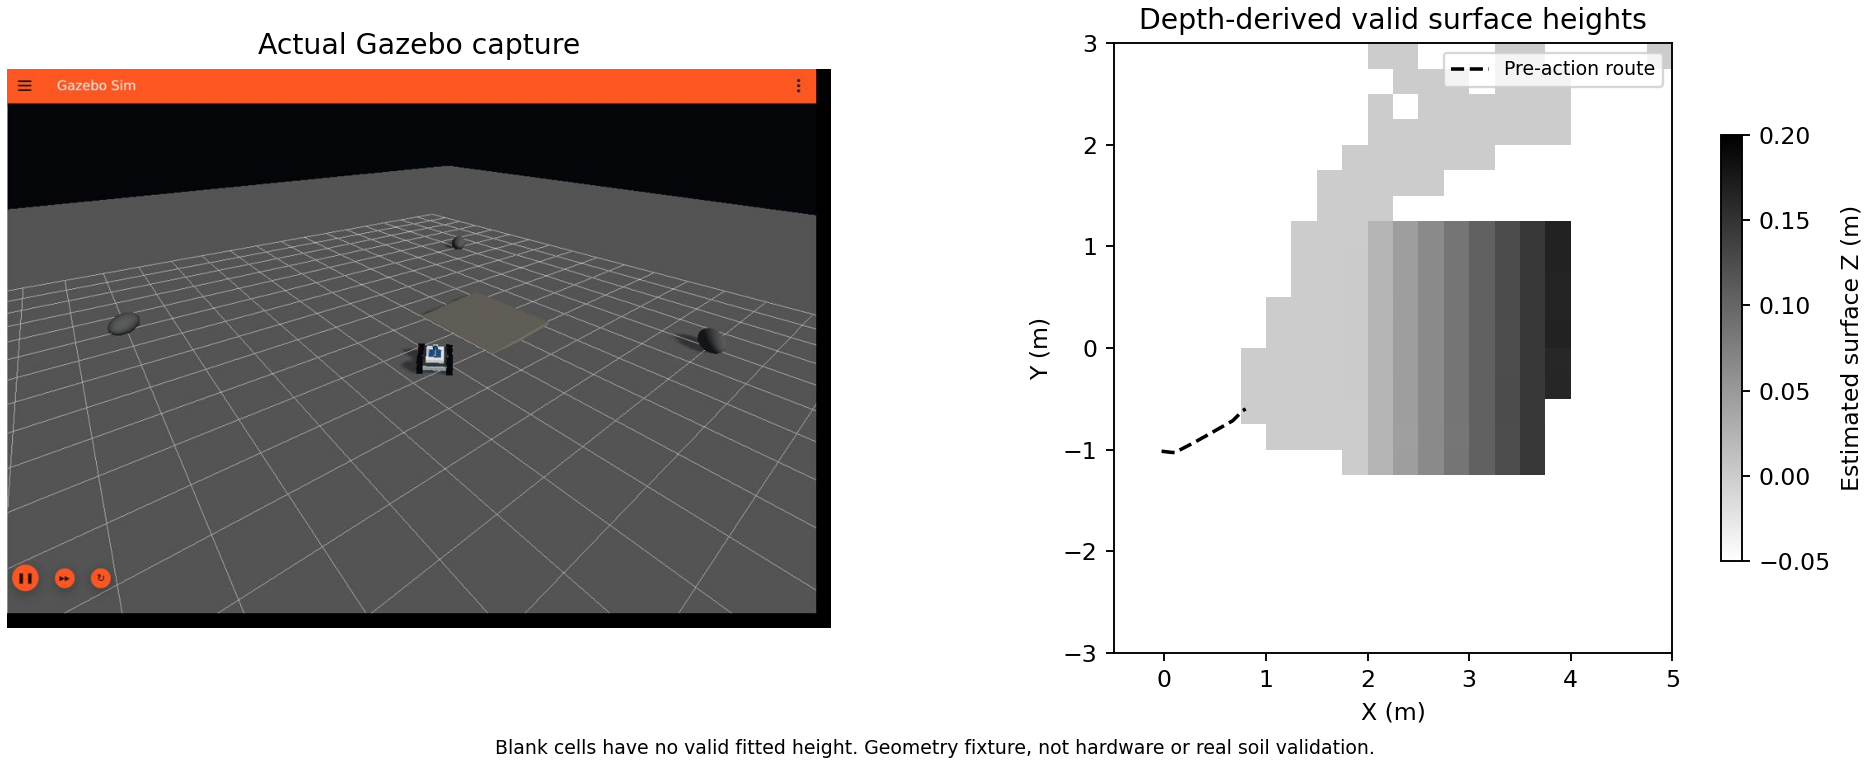 Actual Gazebo capture
Gazebo Sim
Depth-derived valid surface heights
Pre-action route
3
2
1
0
−1
−2
−3
Y (m)
0
1
2
3
4
5
X (m)
0.20
0.15
0.10
0.05
0.00
−0.05
Estimated surface Z (m)
Blank cells have no valid fitted height. Geometry fixture, not hardware or real soil validation.